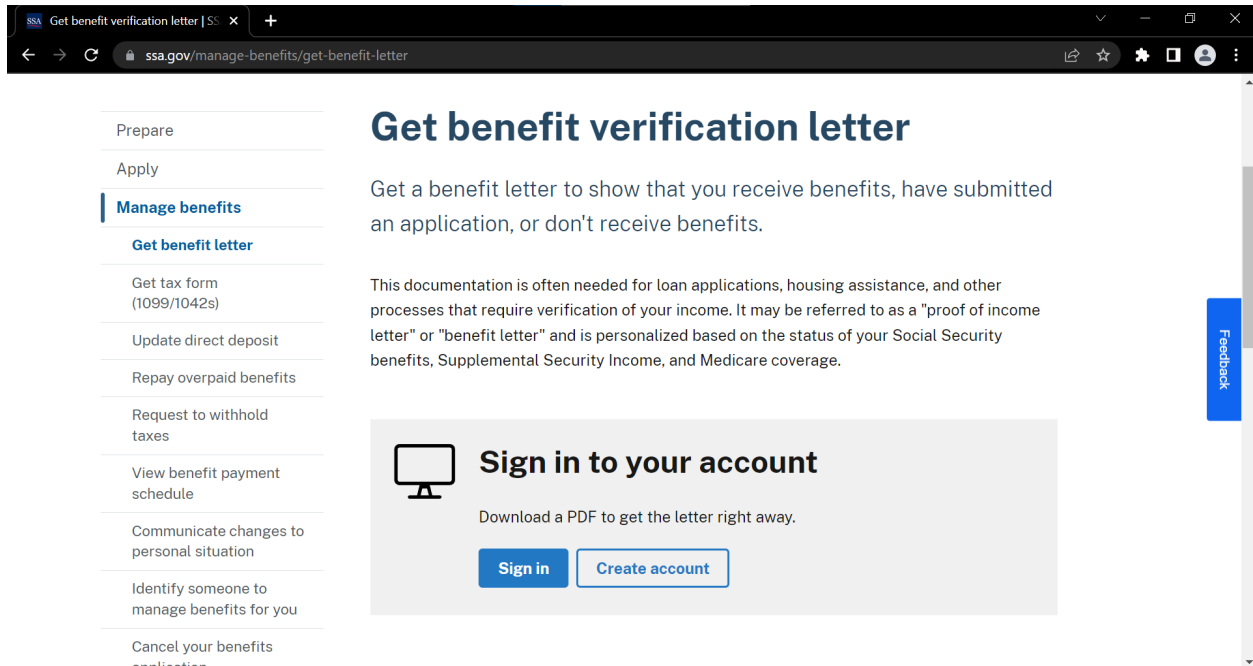 SSA Get benefit verification letter | SS
ssa.gov/manage-benefits/get-benefit-letter
Prepare
Apply
Manage benefits
Get benefit letter
Get tax form
(1099/1042s)
Update direct deposit
Repay overpaid benefits
Request to withhold
taxes
View benefit payment
schedule
Communicate changes to
personal situation
Identify someone to
manage benefits for you
Cancel your benefits
application
Get benefit verification letter
Get a benefit letter to show that you receive benefits, have submitted
an application, or don't receive benefits.
This documentation is often needed for loan applications, housing assistance, and other
processes that require verification of your income. It may be referred to as a "proof of income
letter" or "benefit letter" and is personalized based on the status of your Social Security
benefits, Supplemental Security Income, and Medicare coverage.
Sign in to your account
Download a PDF to get the letter right away.
Sign in
Create account
Feedback